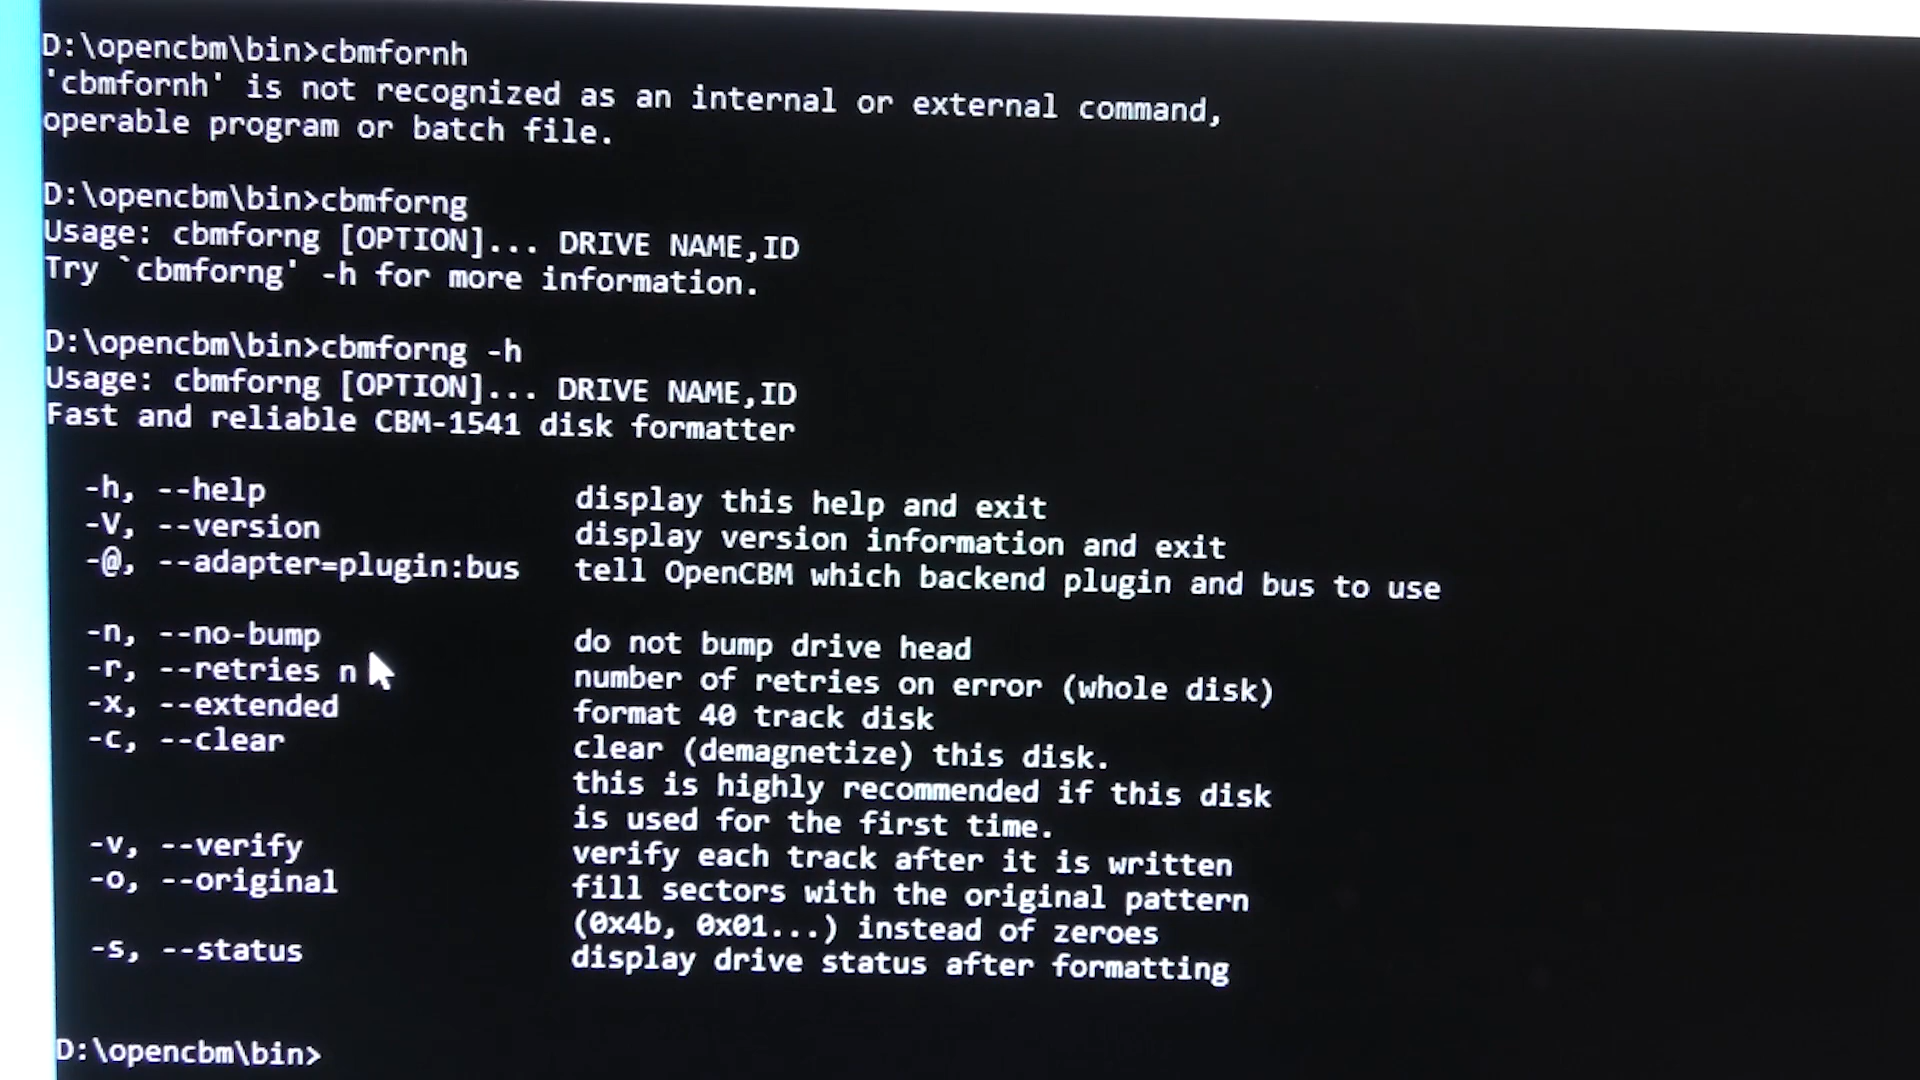 D:\opencbm\bin>cbmfornh
'cbmfornh' is not recognized as an internal or external command,
operable program or batch file.
D:\opencbm\bin>cbmforng
Usage: cbmforng [OPTION]... DRIVE NAME,ID
Try `cbmforng' -h for more information.
D:\opencbm\bin>cbmforng -h
Usage: cbmforng [OPTION]... DRIVE NAME,ID
Fast and reliable CBM-1541 disk formatter
-h, --help display this help and exit
-V, --version display version information and exit
-@, --adapter=plugin:bus tell OpenCBM which backend plugin and bus to use
-n, --no-bump do not bump drive head
-r, --retries n number of retries on error (whole disk)
-x, --extended format 40 track disk
-c, --clear clear (demagnetize) this disk.
this is highly recommended if this disk
is used for the first time.
-v, --verify verify each track after it is written
-o, --original fill sectors with the original pattern
(0x4b, 0x01...) instead of zeroes
-s, --status display drive status after formatting
D:\opencbm\bin>